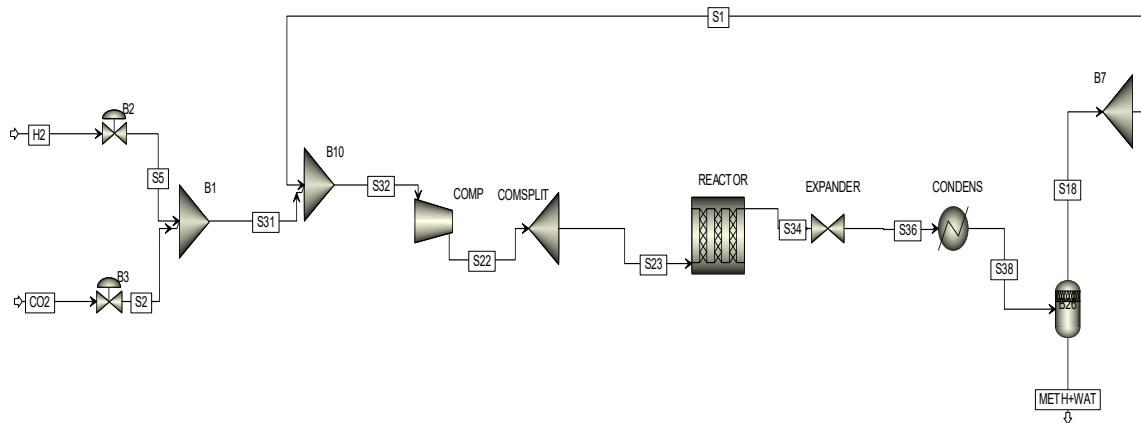 S1
B7
B2
H2
B10
S5
B1
S32
COMP
COMSPLIT
REACTOR
EXPANDER
CONDENS
S18
S31
S34
S36
S22
S23
S38
B3
CO2
S2
METH+WAT